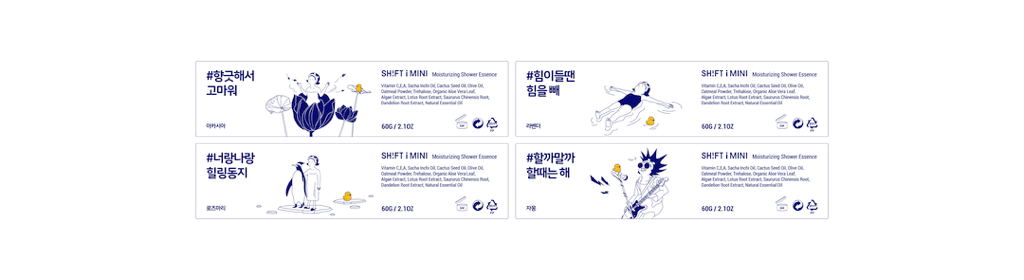 #향긋해서
고마워
아카시아
SH!FT i MINI Moisturizing Shower Essence
Vitamin C,E,A, Sacha Inchi Oil, Cactus Seed Oil, Olive Oil,
Oatmeal Powder, Trehalose, Organic Aloe Vera Leaf,
Algae Extract, Lotus Root Extract, Saururus Chinensis Root,
Dandelion Root Extract, Natural Essential Oil
60G / 2.1OZ
#힘이들땐
힘을 빼
라벤더
SH!FT i MINI Moisturizing Shower Essence
Vitamin C,E,A, Sacha Inchi Oil, Cactus Seed Oil, Olive Oil,
Oatmeal Powder, Trehalose, Organic Aloe Vera Leaf,
Algae Extract, Lotus Root Extract, Saururus Chinensis Root,
Dandelion Root Extract, Natural Essential Oil
60G / 2.1OZ
#너랑나랑
힐링동지
로즈마리
SH!FT i MINI Moisturizing Shower Essence
Vitamin C,E,A, Sacha Inchi Oil, Cactus Seed Oil, Olive Oil,
Oatmeal Powder, Trehalose, Organic Aloe Vera Leaf,
Algae Extract, Lotus Root Extract, Saururus Chinensis Root,
Dandelion Root Extract, Natural Essential Oil
60G / 2.1OZ
#할까말까
할때는 해
자몽
SH!FT i MINI Moisturizing Shower Essence
Vitamin C,E,A, Sacha Inchi Oil, Cactus Seed Oil, Olive Oil,
Oatmeal Powder, Trehalose, Organic Aloe Vera Leaf,
Algae Extract, Lotus Root Extract, Saururus Chinensis Root,
Dandelion Root Extract, Natural Essential Oil
60G / 2.1OZ